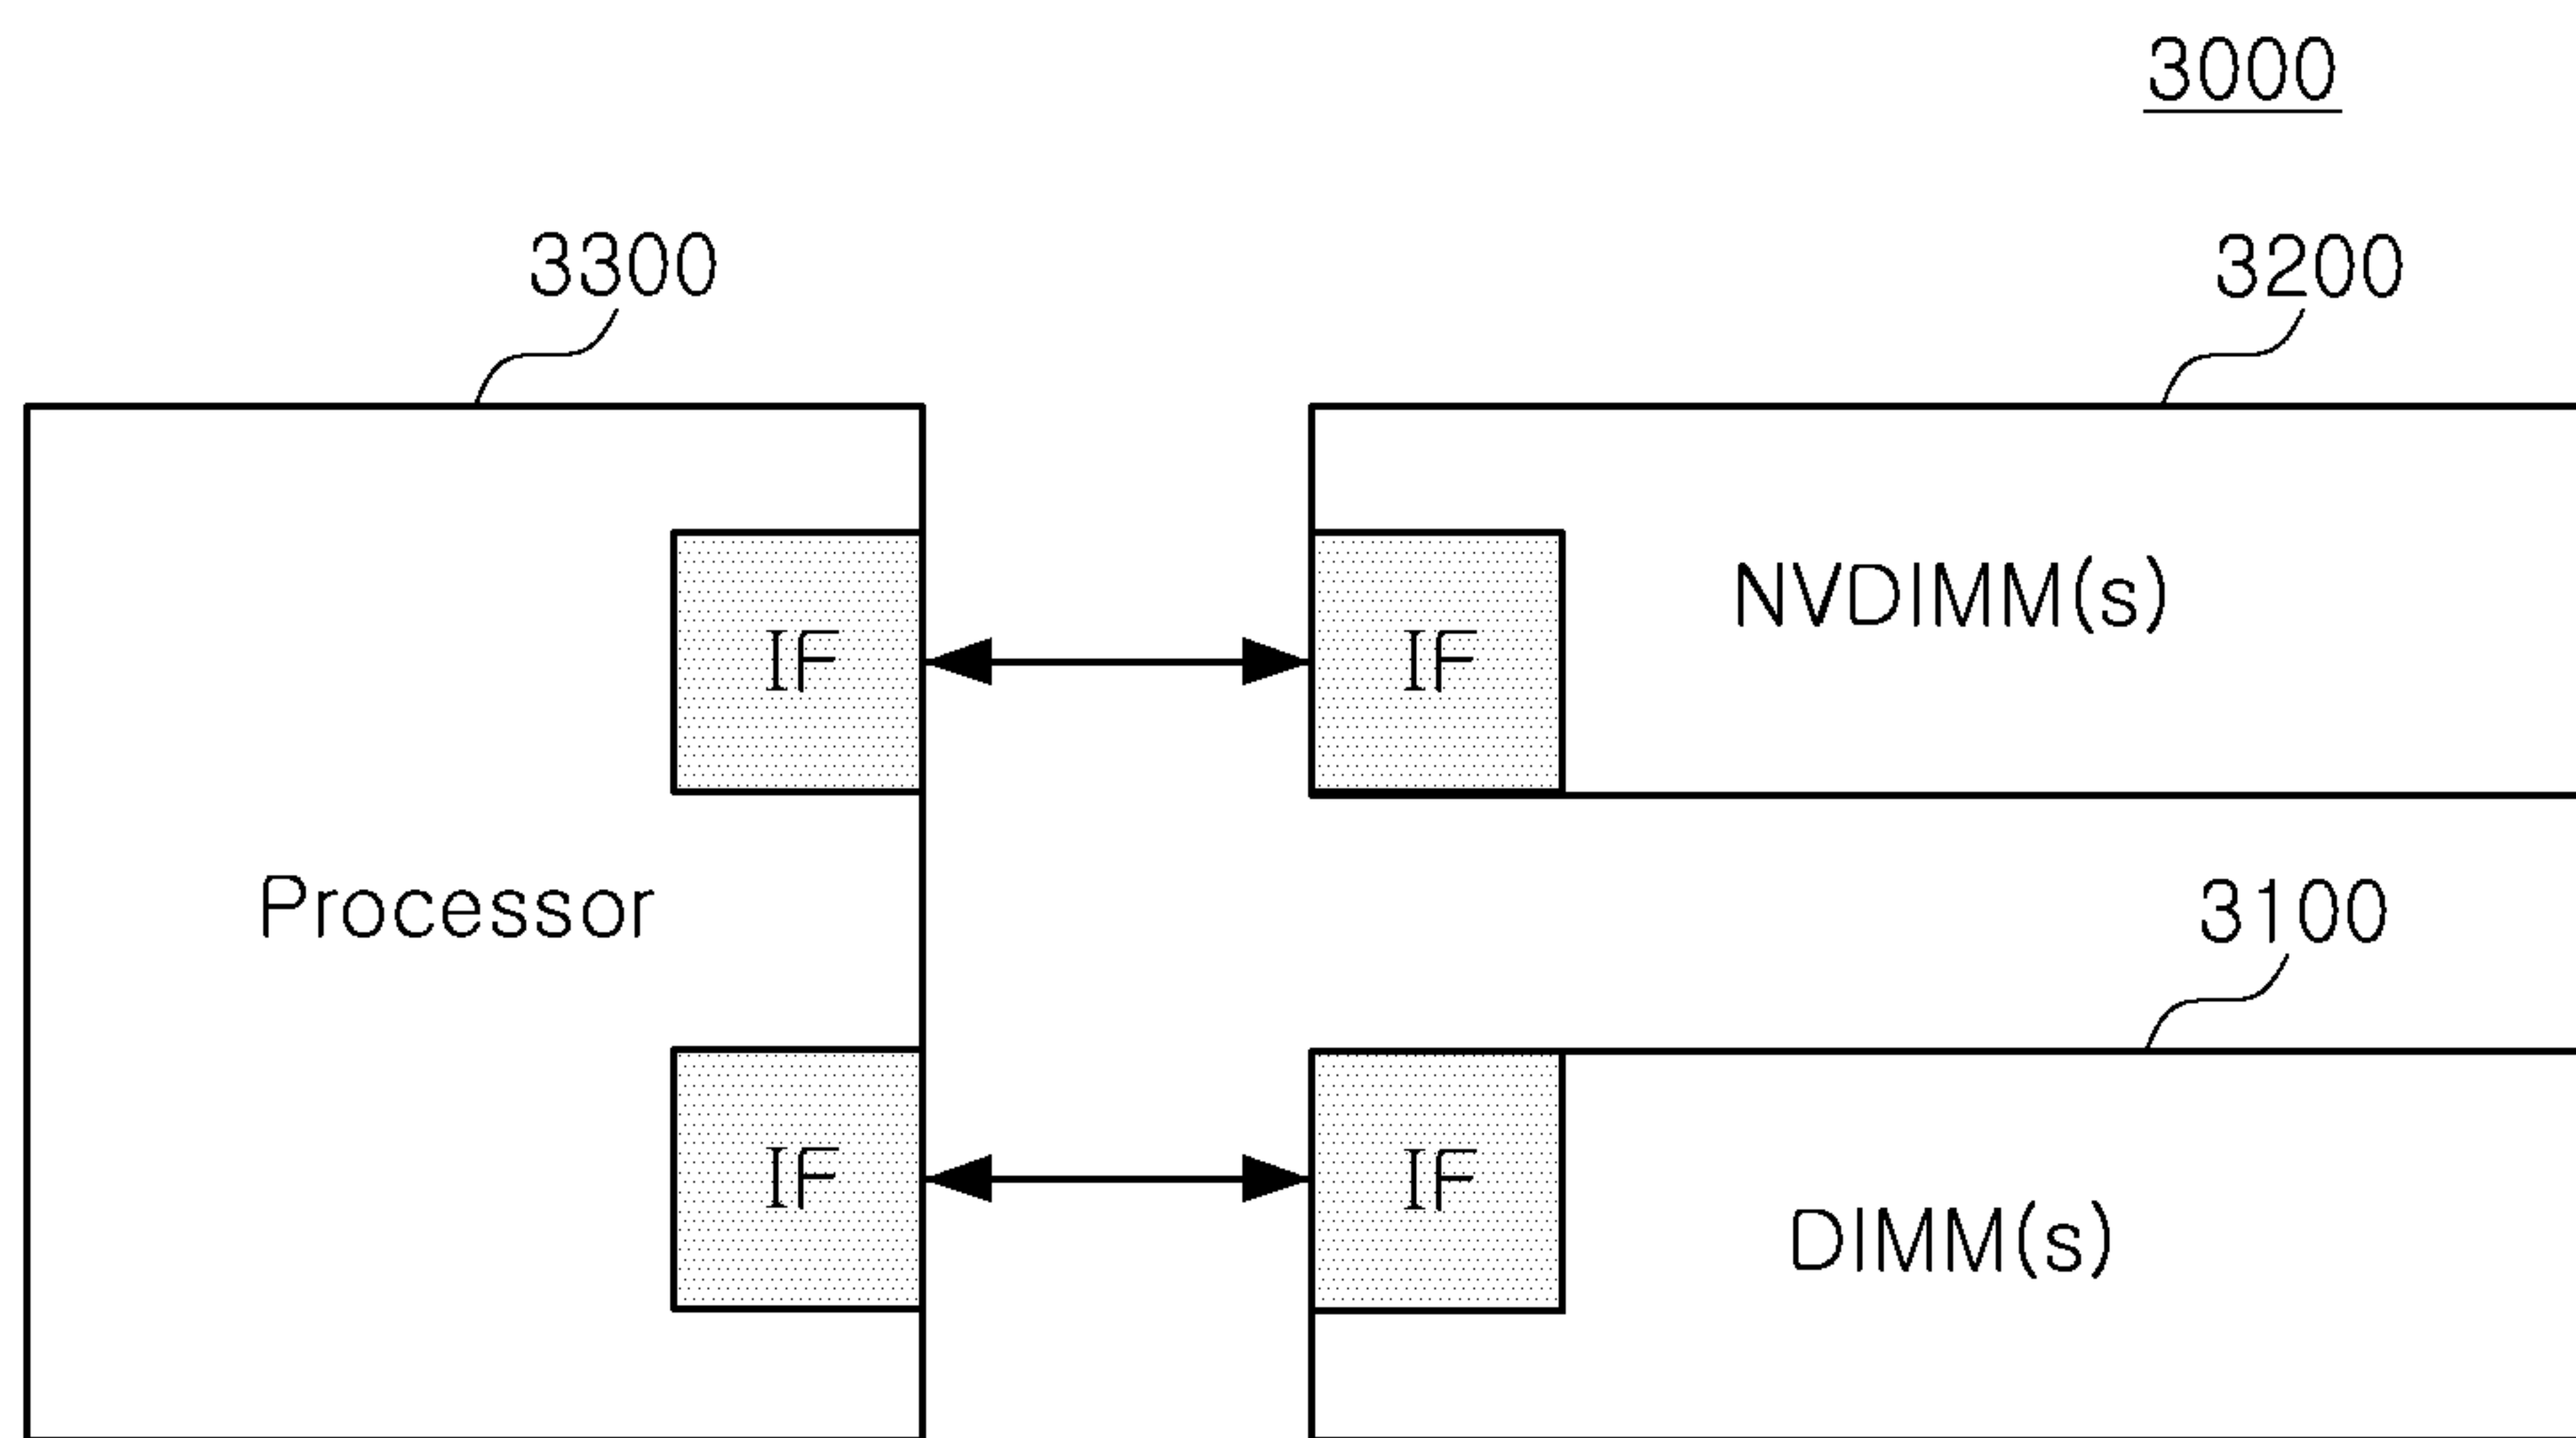 3000
3300
3200
IF
IF
NVDIMM(s)
Processor
3100
IF
IF
DIMM(s)